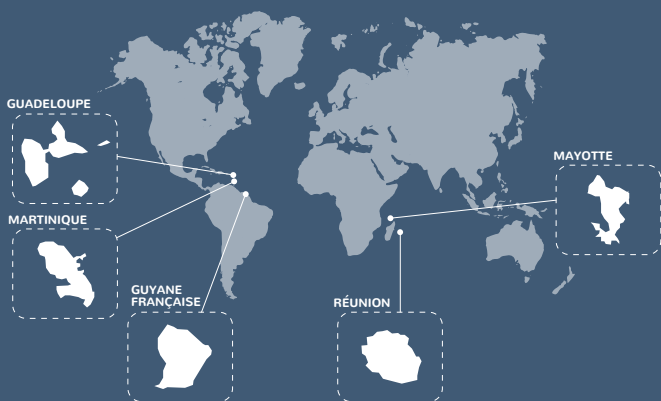 GUADELOUPE
MAYOTTE
MARTINIQUE
GUYANE
FRANÇAISE
RÉUNION